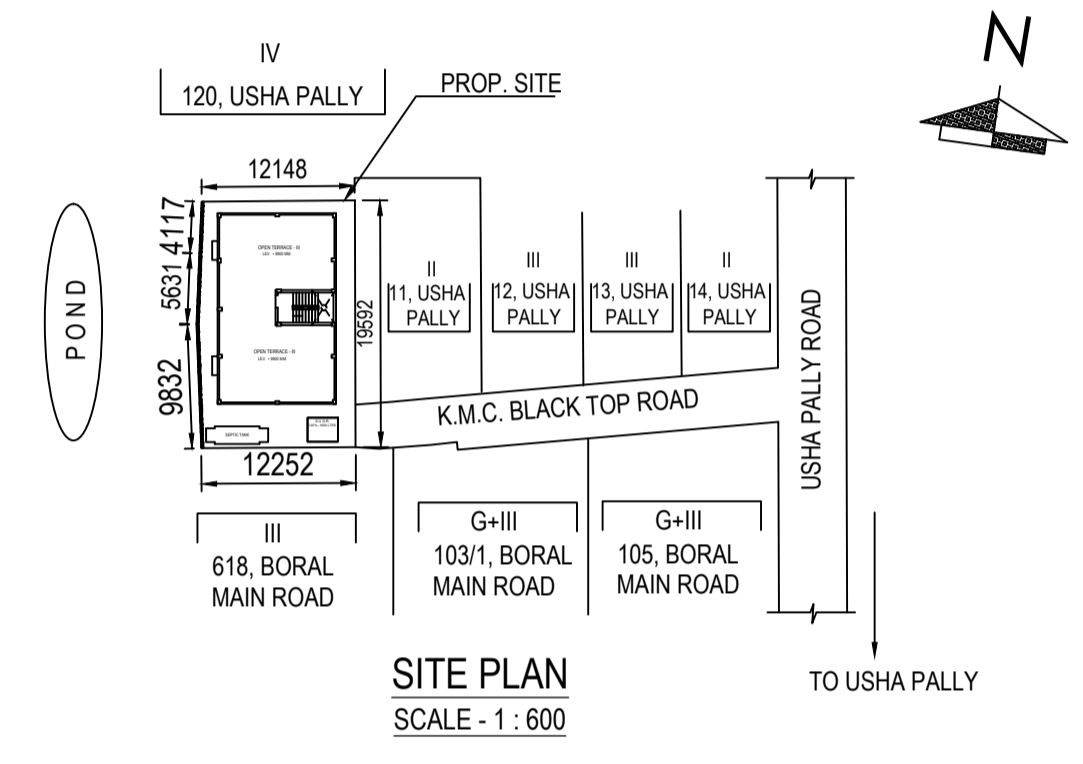 N
IV
120, USHA PALLY
PROP. SITE
12148
4117
5631
9832
19592
12252
OPEN TERRACE - III
OPEN TERRACE - III
SEPTIC TANK
POND
II
11, USHA
PALLY
III
12, USHA
PALLY
III
13, USHA
PALLY
II
14, USHA
PALLY
K.M.C. BLACK TOP ROAD
USHA PALLY ROAD
III
618, BORAL
MAIN ROAD
G+III
103/1, BORAL
MAIN ROAD
G+III
105, BORAL
MAIN ROAD
TO USHA PALLY
SITE PLAN
SCALE - 1 : 600